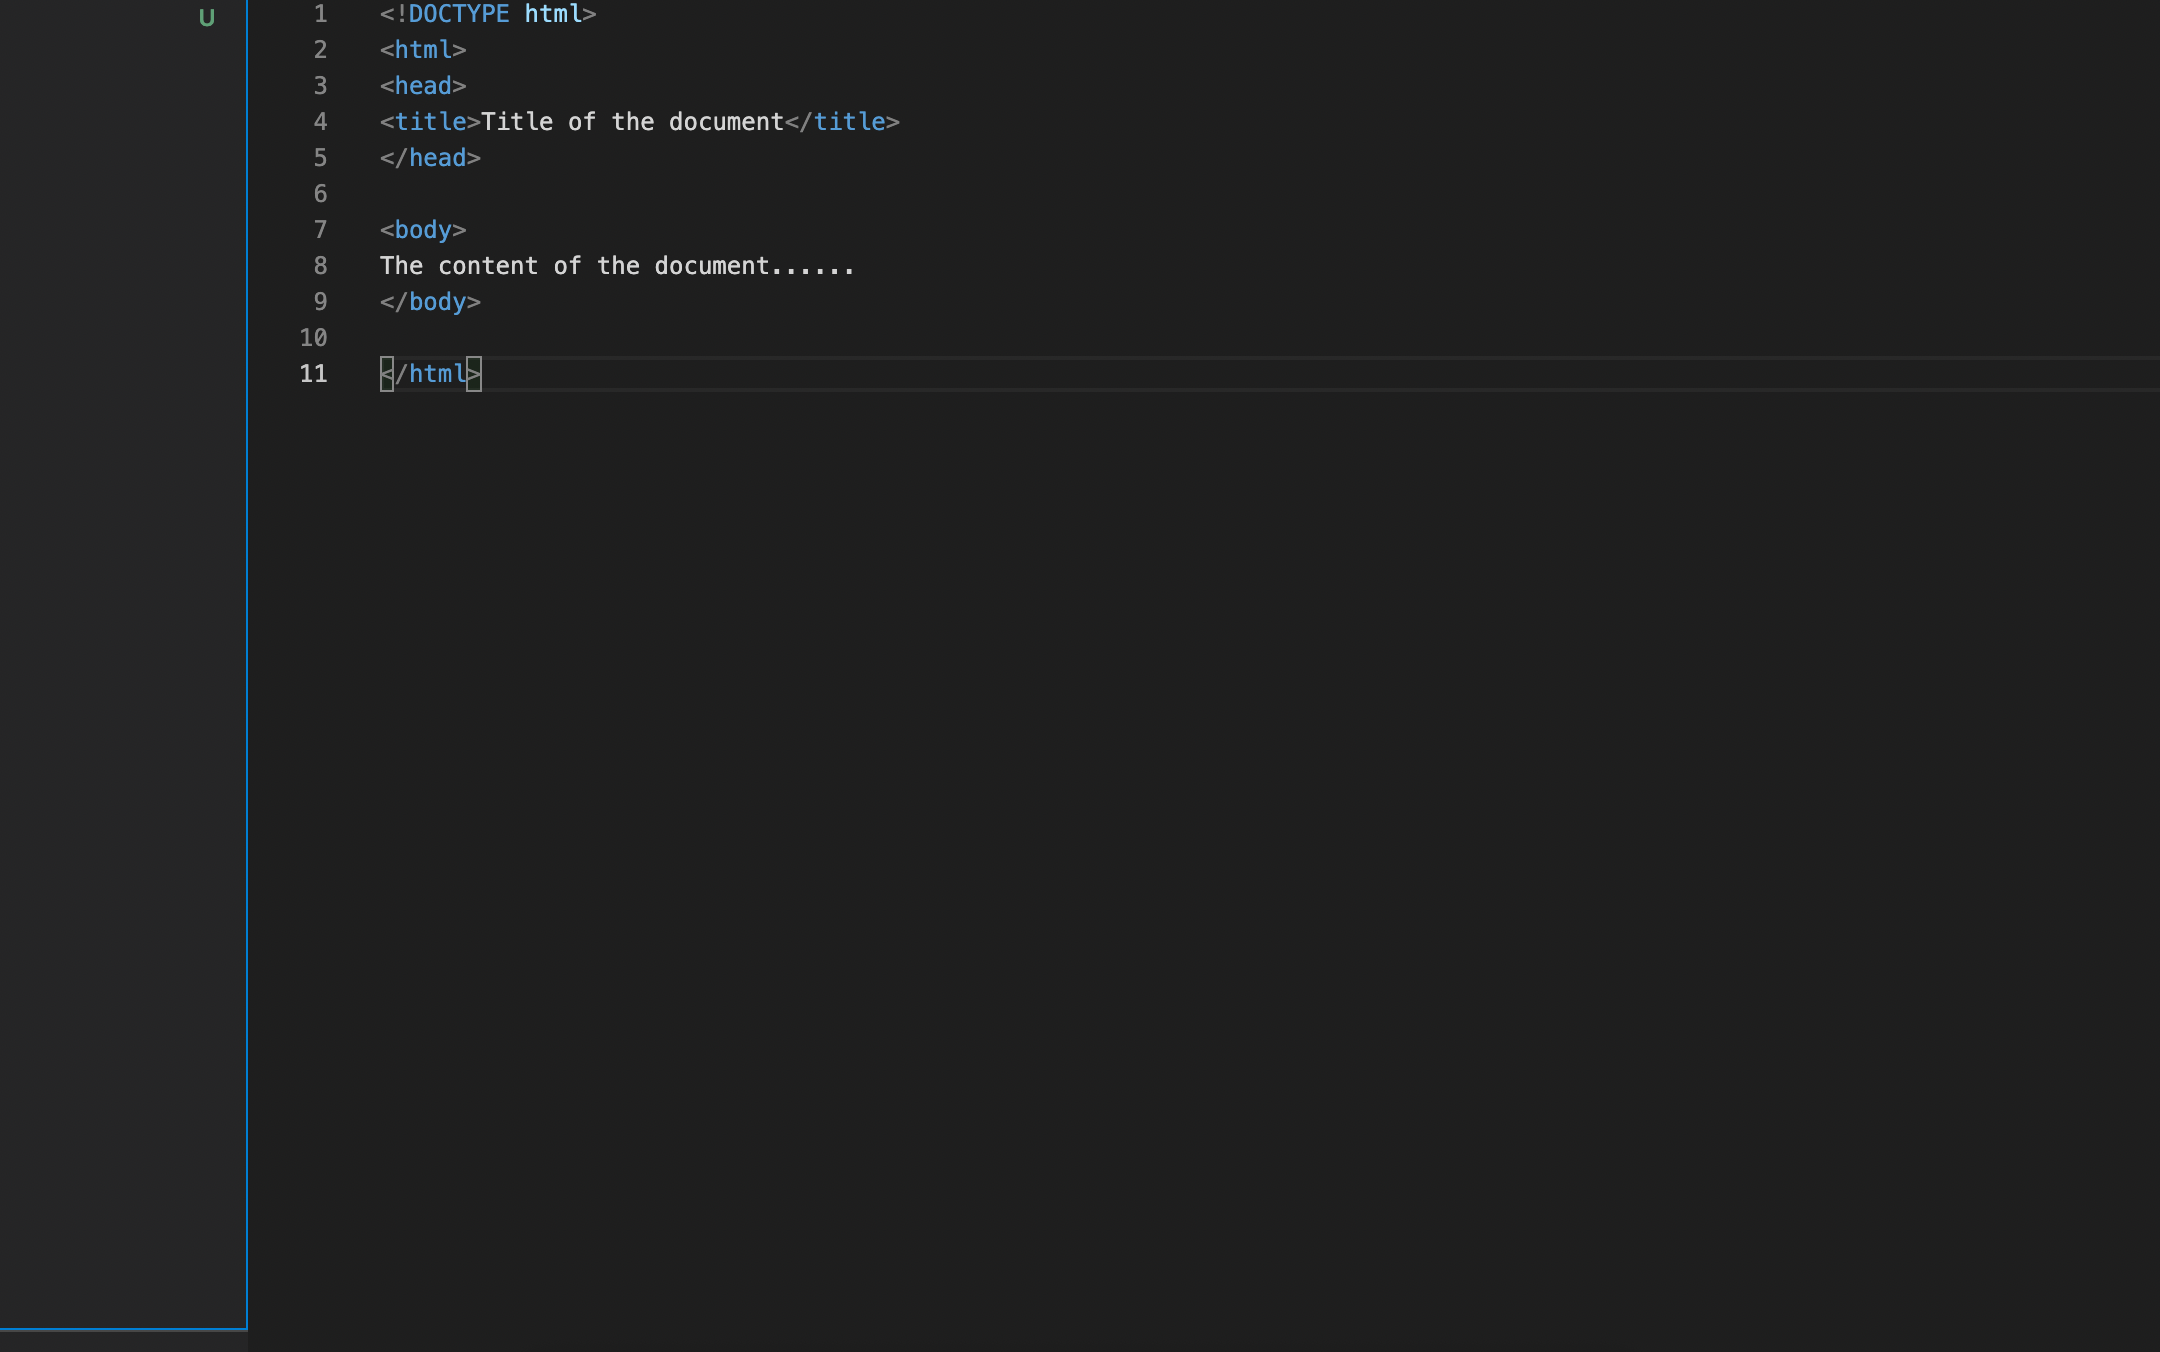 U
1 <!DOCTYPE html>
2 <html>
3 <head>
4 <title>Title of the document</title>
5 </head>
6
7 <body>
8 The content of the document......
9 </body>
10
11 </html>